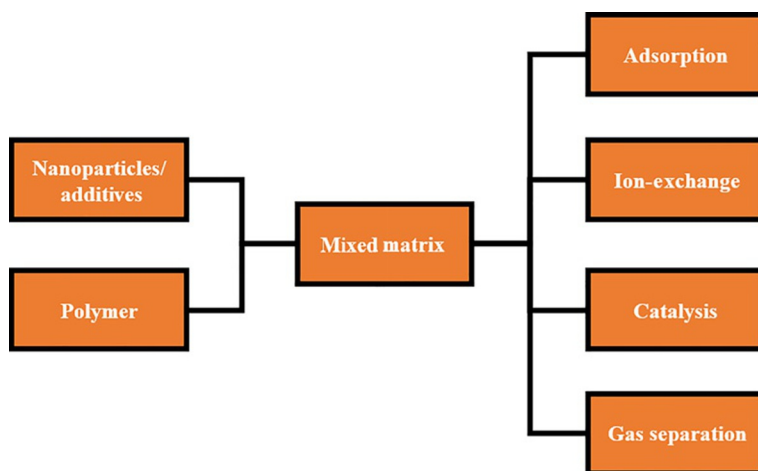 Nanoparticles/
additives
Polymer
Mixed matrix
Adsorption
Ion-exchange
Catalysis
Gas separation